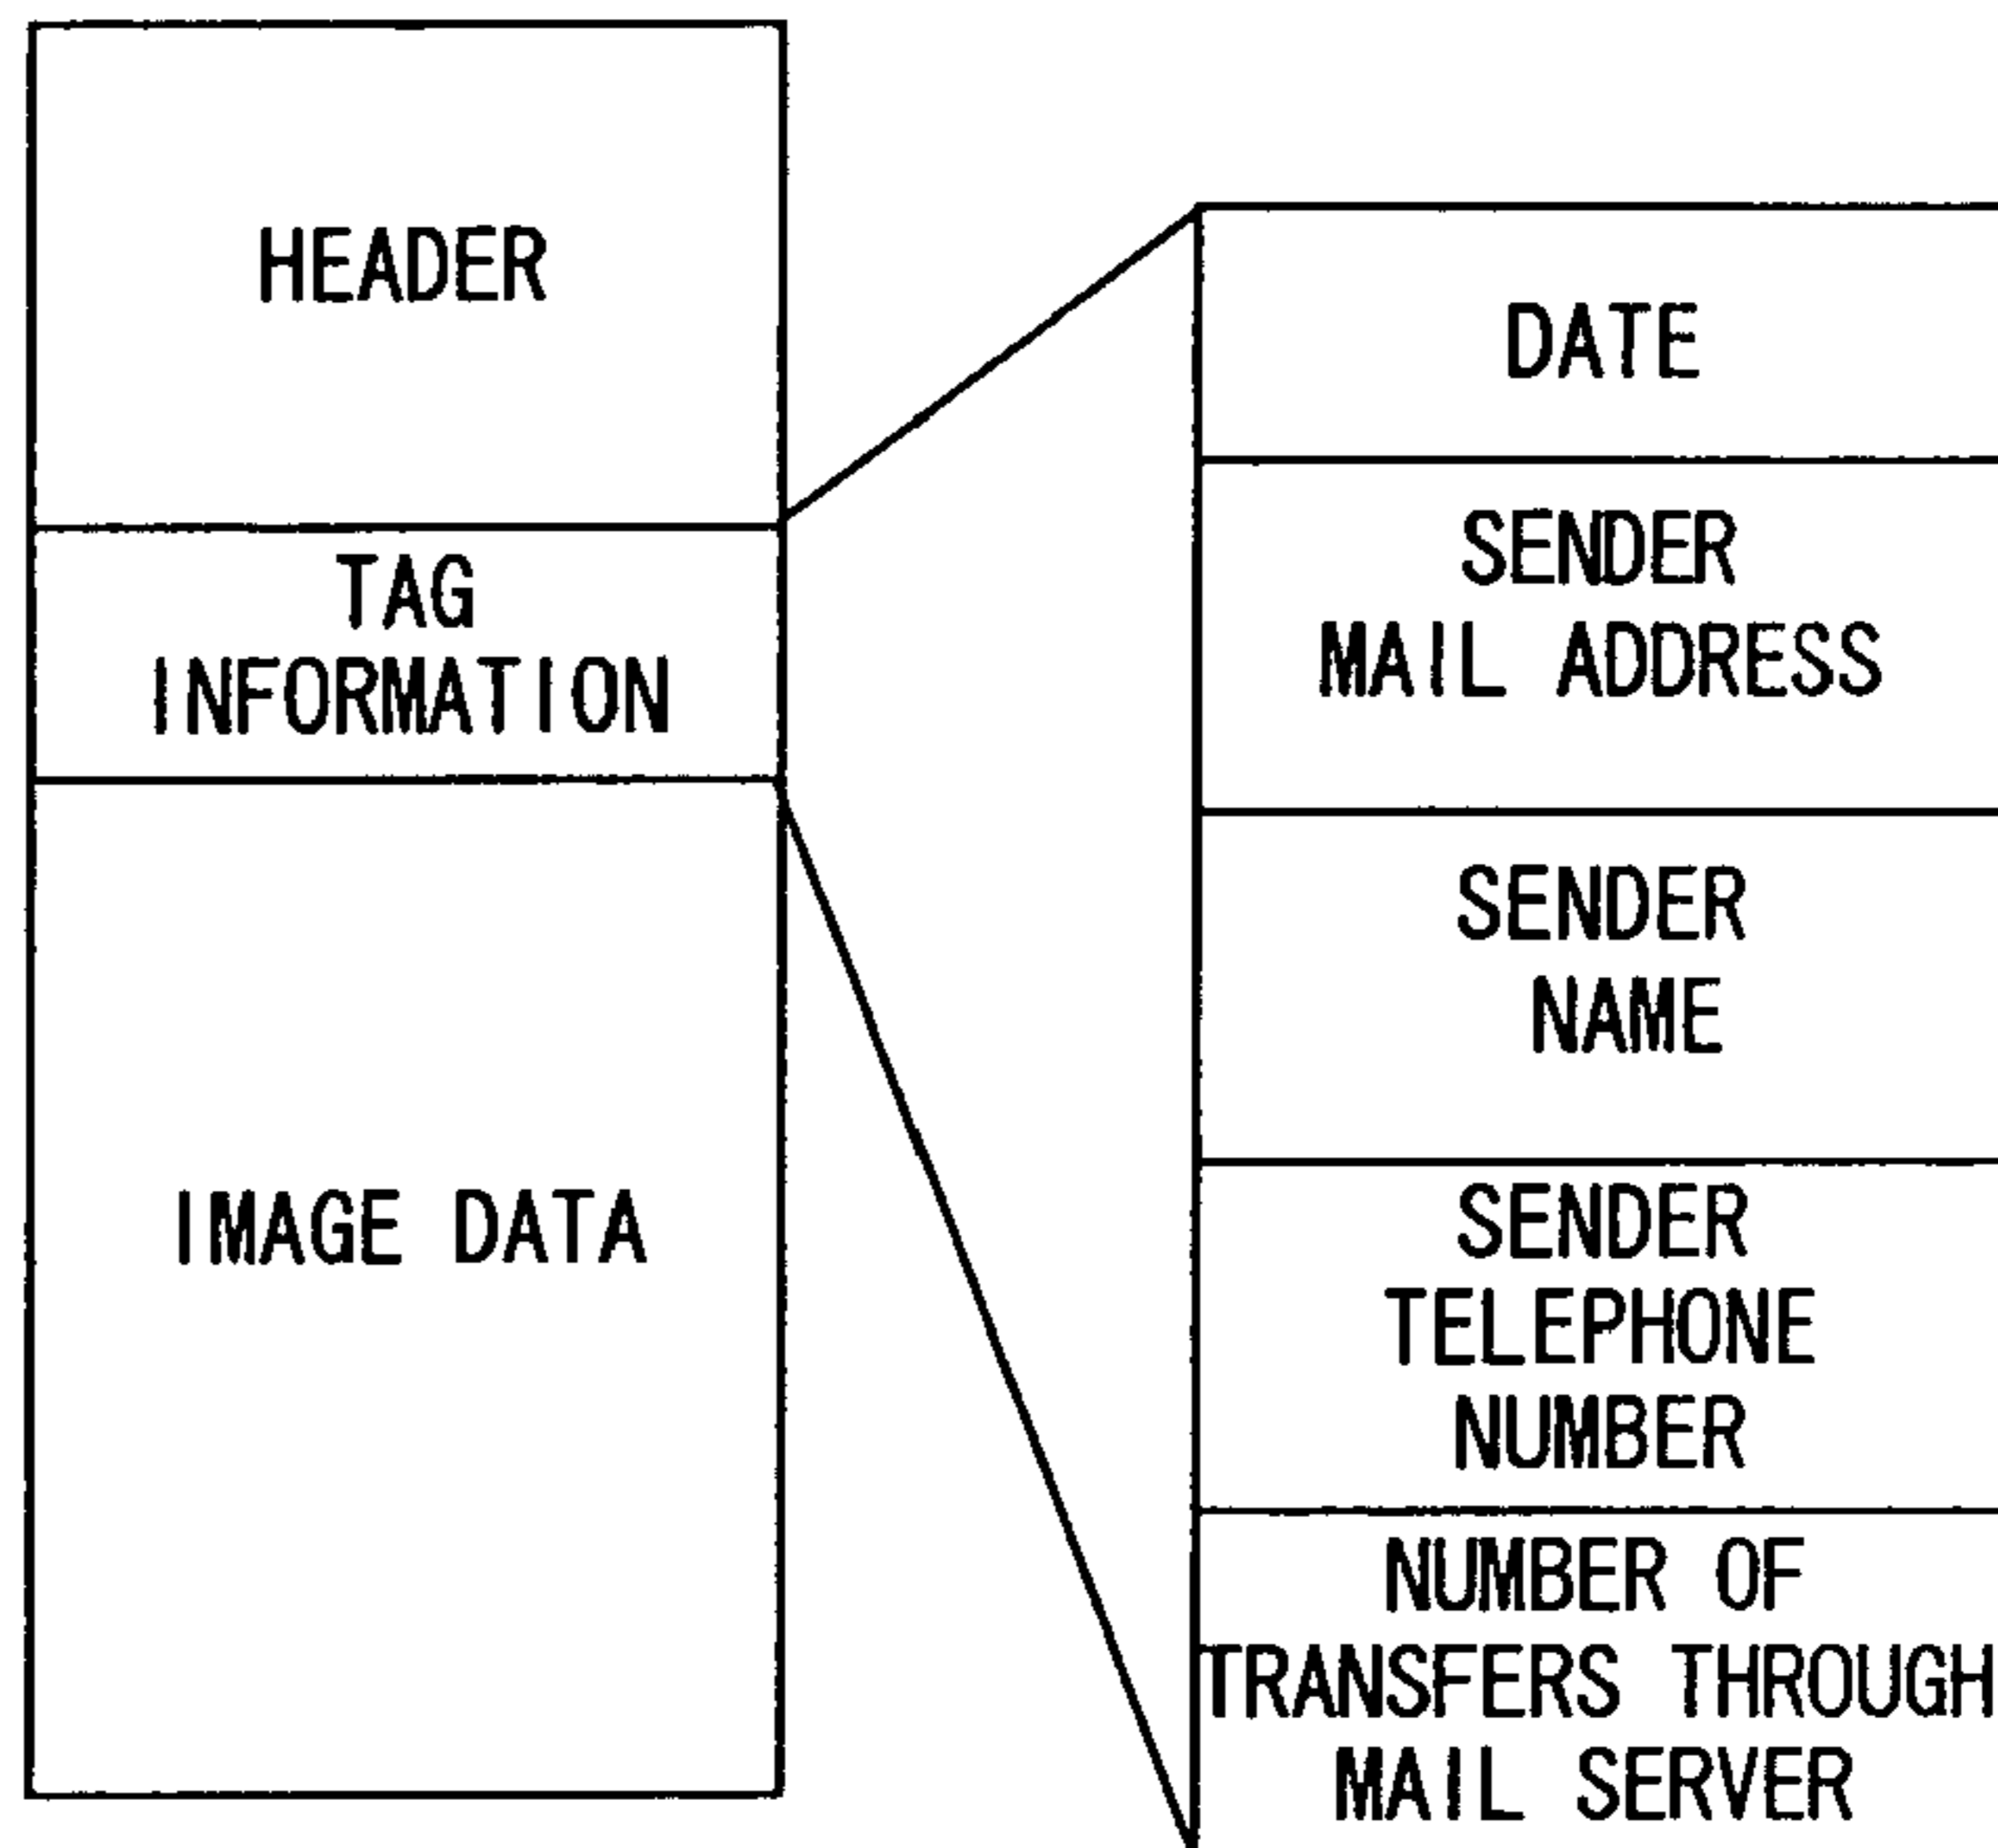 HEADER
TAG
INFORMATION
IMAGE DATA
DATE
SENDER
MAIL ADDRESS
SENDER
NAME
SENDER
TELEPHONE
NUMBER
NUMBER OF
TRANSFERS THROUGH
MAIL SERVER